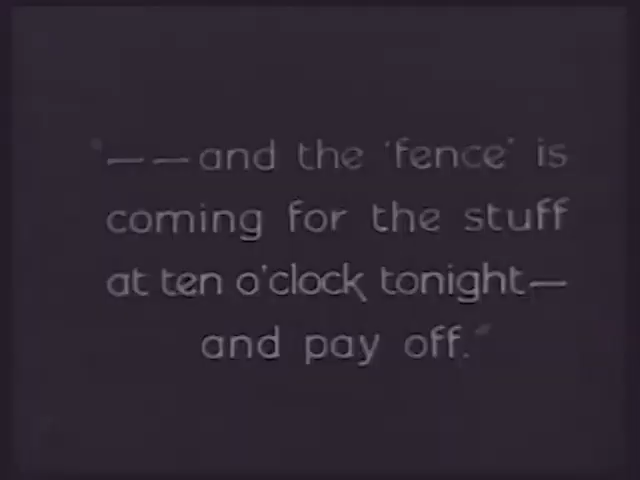 "——and the 'fence' is
coming for the stuff
at ten o'clock tonight—
and pay off."